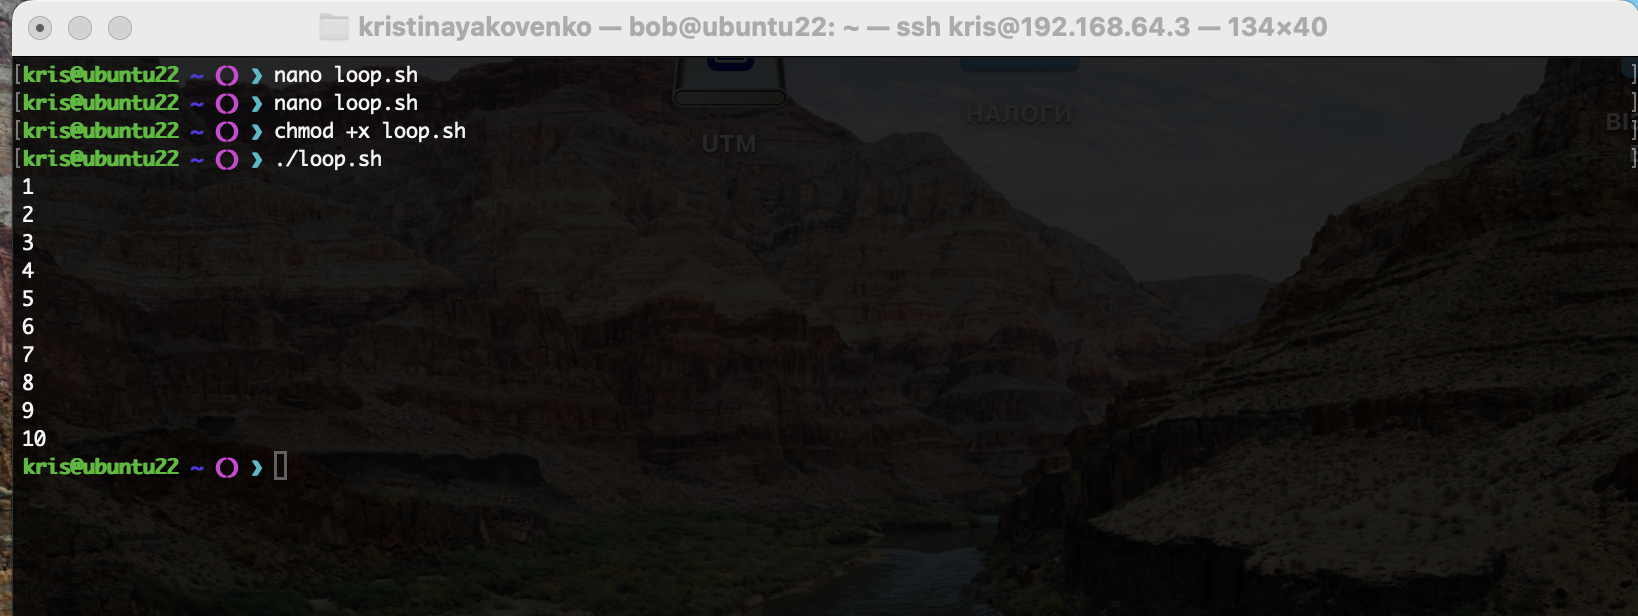 kristinayakovenko — bob@ubuntu22: ~ — ssh kris@192.168.64.3 — 134×40
[kris@ubuntu22 ~ () ❯ nano loop.sh ]
[kris@ubuntu22 ~ () ❯ nano loop.sh ]
[kris@ubuntu22 ~ () ❯ chmod +x loop.sh ]
[kris@ubuntu22 ~ () ❯ ./loop.sh ]
1
2
3
4
5
6
7
8
9
10
kris@ubuntu22 ~ () ❯
UTM
НАЛОГИ